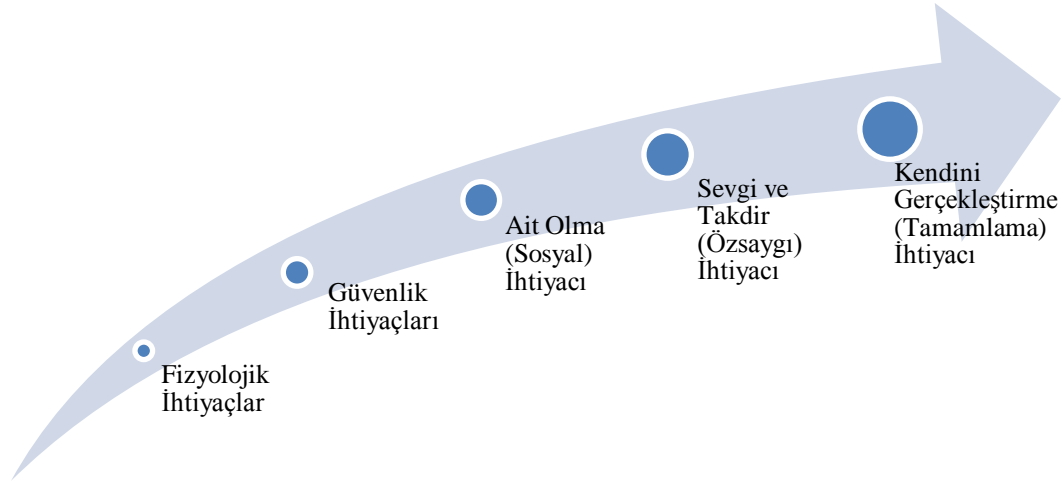 Fizyolojik
İhtiyaçlar
Güvenlik
İhtiyaçları
Ait Olma
(Sosyal)
İhtiyacı
Sevgi ve
Takdir
(Özsaygı)
İhtiyacı
Kendini
Gerçekleştirme
(Tamamlama)
İhtiyacı